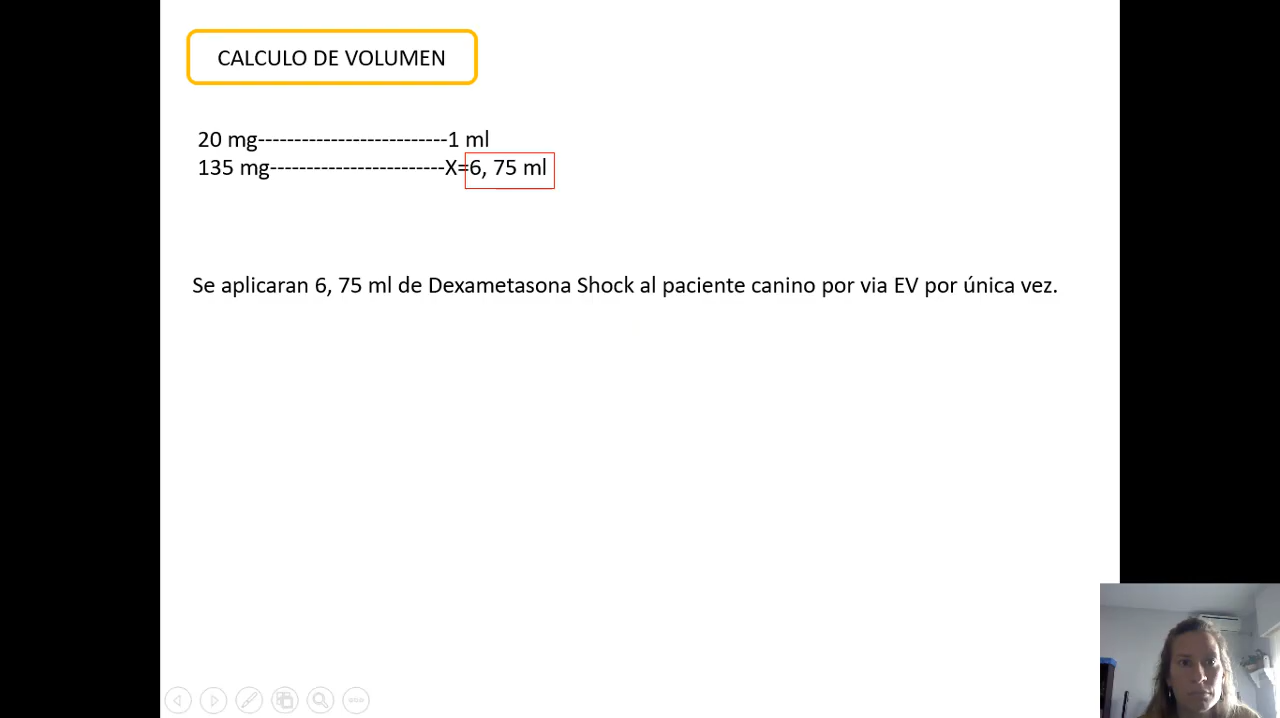 CALCULO DE VOLUMEN
20 mg--------------------------1 ml
135 mg------------------------X=6, 75 ml
Se aplicaran 6, 75 ml de Dexametasona Shock al paciente canino por via EV por única vez.